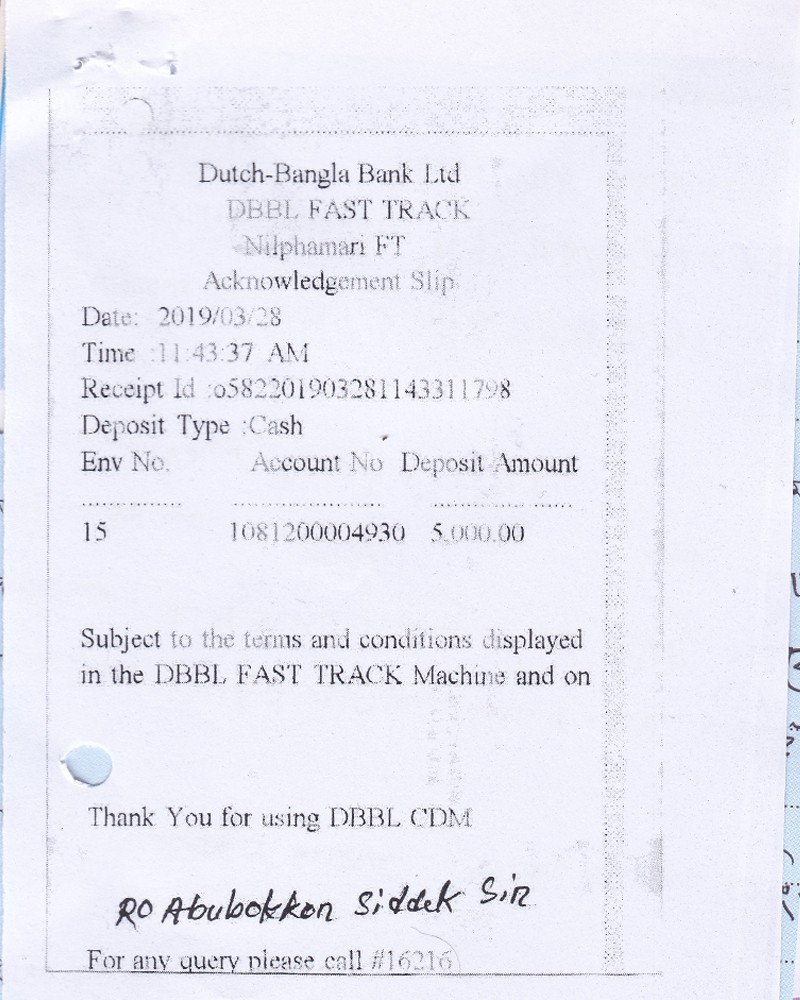 Dutch-Bangla Bank Ltd
DBBL FAST TRACK
Nilphamari FT
Acknowledgement Slip
Date: 2019/03/28
Time :11:43:37 AM
Receipt Id :o5822019032811433117​98
Deposit Type :Cash
Env No. Account No Deposit Amount
15 1081200004930 5,000.00
Subject to the terms and conditions displayed
in the DBBL FAST TRACK Machine and on
Thank You for using DBBL CDM
RO Abubokkon Siddek Sir
For any query please call #16216